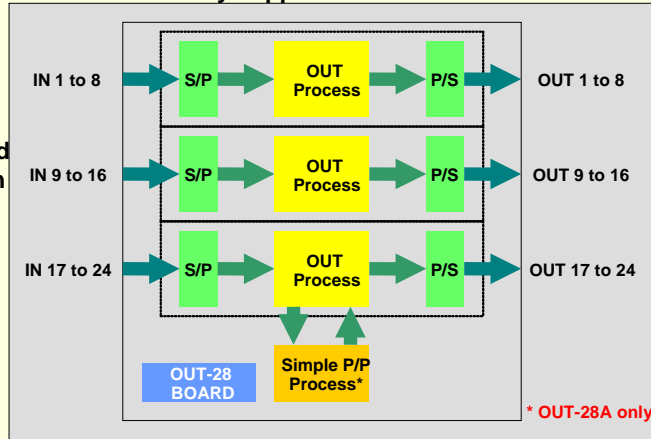 IN 1 to 8
S/P
OUT
Process
P/S
OUT 1 to 8
IN 9 to 16
S/P
OUT
Process
P/S
OUT 9 to 16
IN 17 to 24
S/P
OUT
Process
P/S
OUT 17 to 24
Simple P/P
Process*
OUT-28
BOARD
* OUT-28A only